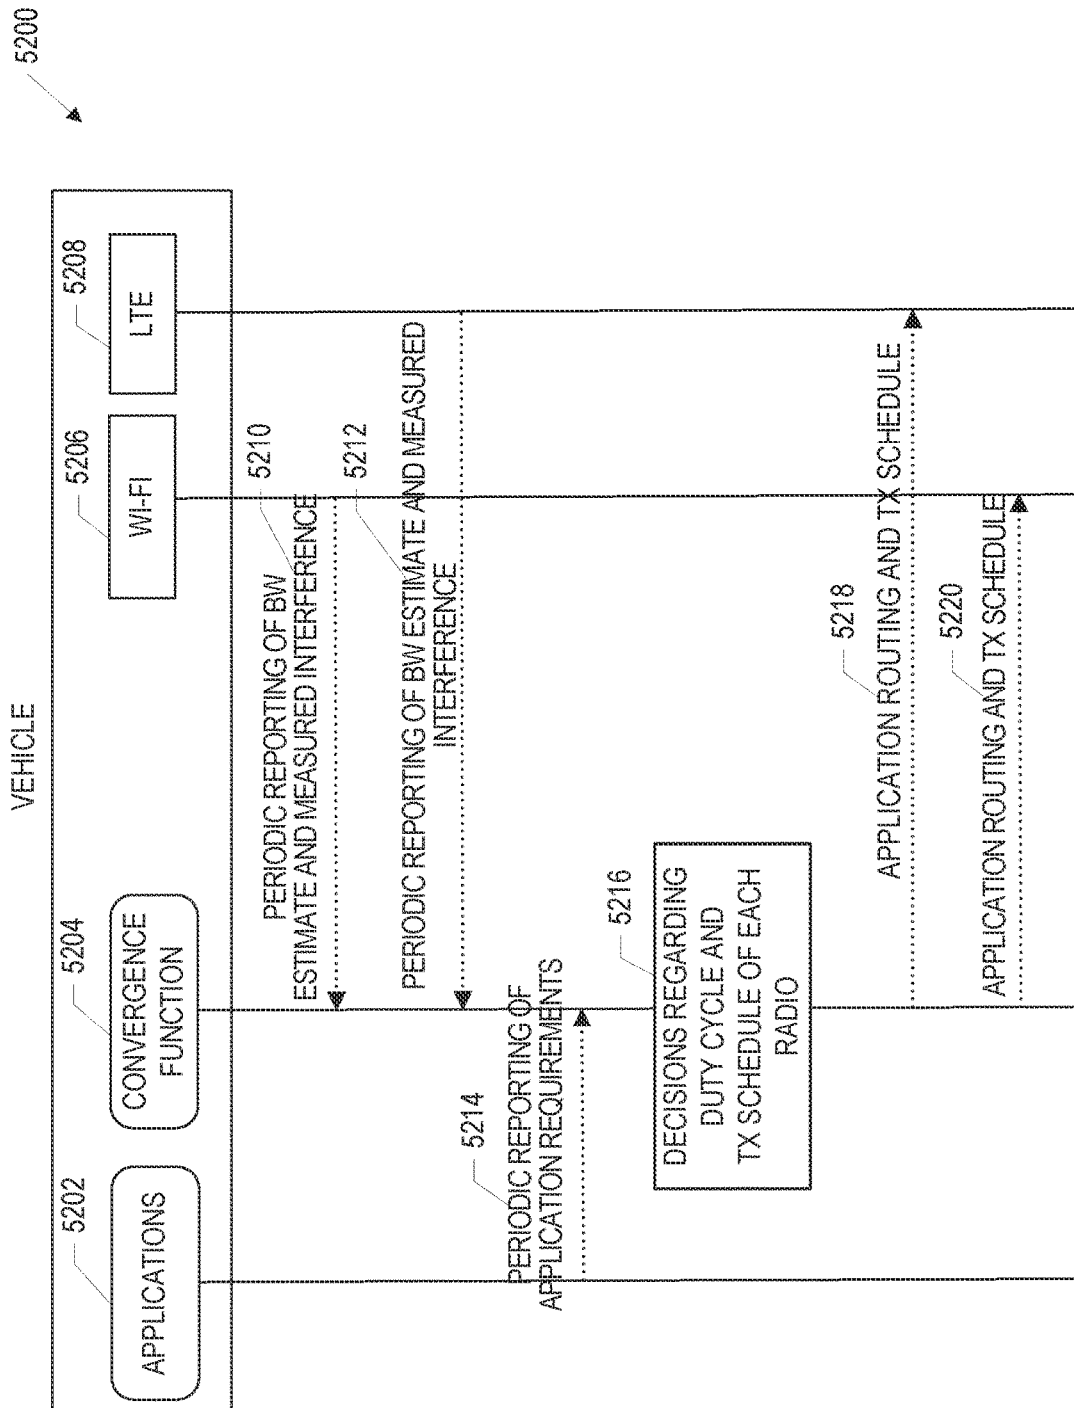 5200
VEHICLE
5202
APPLICATIONS
5204
CONVERGENCE
FUNCTION
5206
WI-FI
5208
LTE
5210
PERIODIC REPORTING OF BW
ESTIMATE AND MEASURED INTERFERENCE
5212
PERIODIC REPORTING OF BW ESTIMATE AND MEASURED
INTERFERENCE
5214
PERIODIC REPORTING OF
APPLICATION REQUIREMENTS
5216
DECISIONS REGARDING
DUTY CYCLE AND
TX SCHEDULE OF EACH
RADIO
5218
APPLICATION ROUTING AND TX SCHEDULE
5220
APPLICATION ROUTING AND TX SCHEDULE